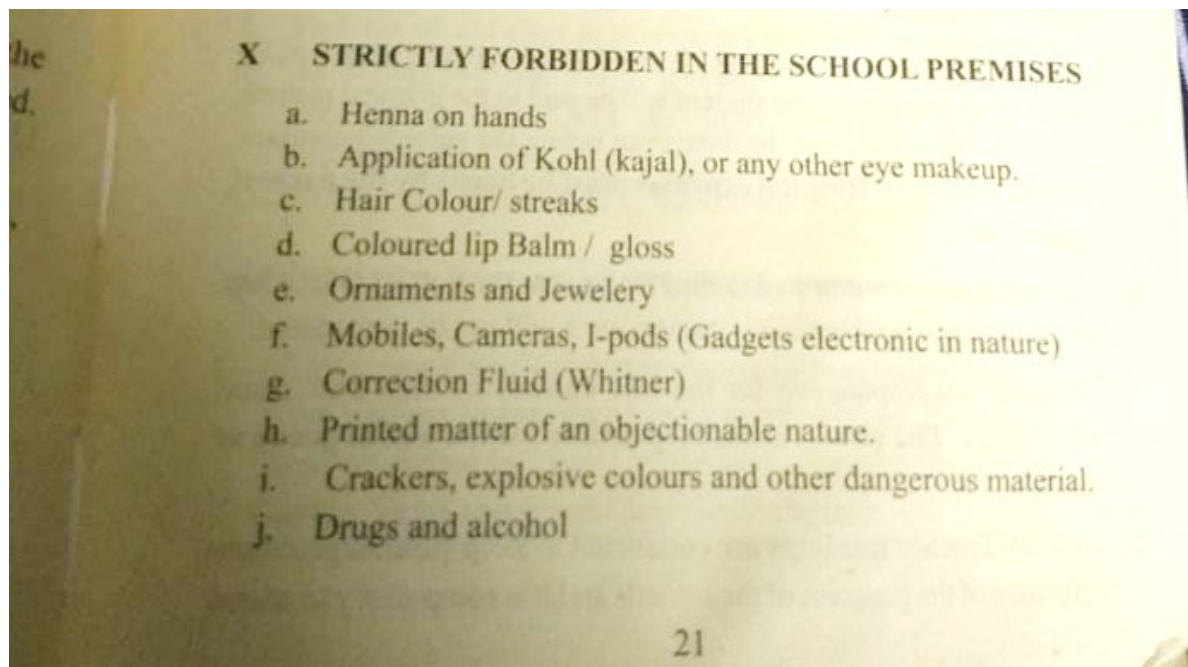 he
d.
X STRICTLY FORBIDDEN IN THE SCHOOL PREMISES
a. Henna on hands
b. Application of Kohl (kajal), or any other eye makeup.
c. Hair Colour/ streaks
d. Coloured lip Balm / gloss
e. Ornaments and Jewelery
f. Mobiles, Cameras, I-pods (Gadgets electronic in nature)
g. Correction Fluid (Whitner)
h. Printed matter of an objectionable nature.
i. Crackers, explosive colours and other dangerous material.
j. Drugs and alcohol
21